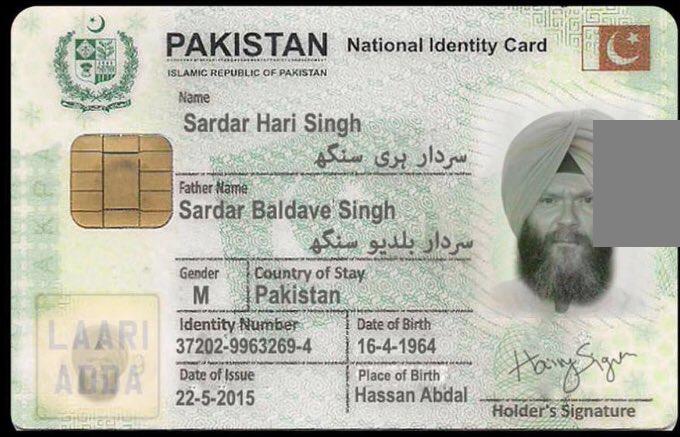 PAKISTAN National Identity Card
ISLAMIC REPUBLIC OF PAKISTAN
Name
Sardar Hari Singh
سردار ہری سنگھ
Father Name
Sardar Baldave Singh
سردار بلدیو سنگھ
Gender Country of Stay
M Pakistan
Identity Number Date of Birth
37202-9963269-4 16-4-1964
Date of Issue Place of Birth
22-5-2015 Hassan Abdal
LAARI
ADDA
Holder's Signature